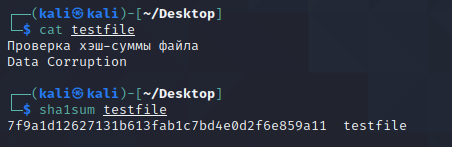 ┌──(kali㉿kali)-[~/Desktop]
└─$ cat testfile
Проверка хэш-суммы файла
Data Corruption
┌──(kali㉿kali)-[~/Desktop]
└─$ sha1sum testfile
7f9a1d12627131b613fab1c7bd4e0d2f6e859a11  testfile